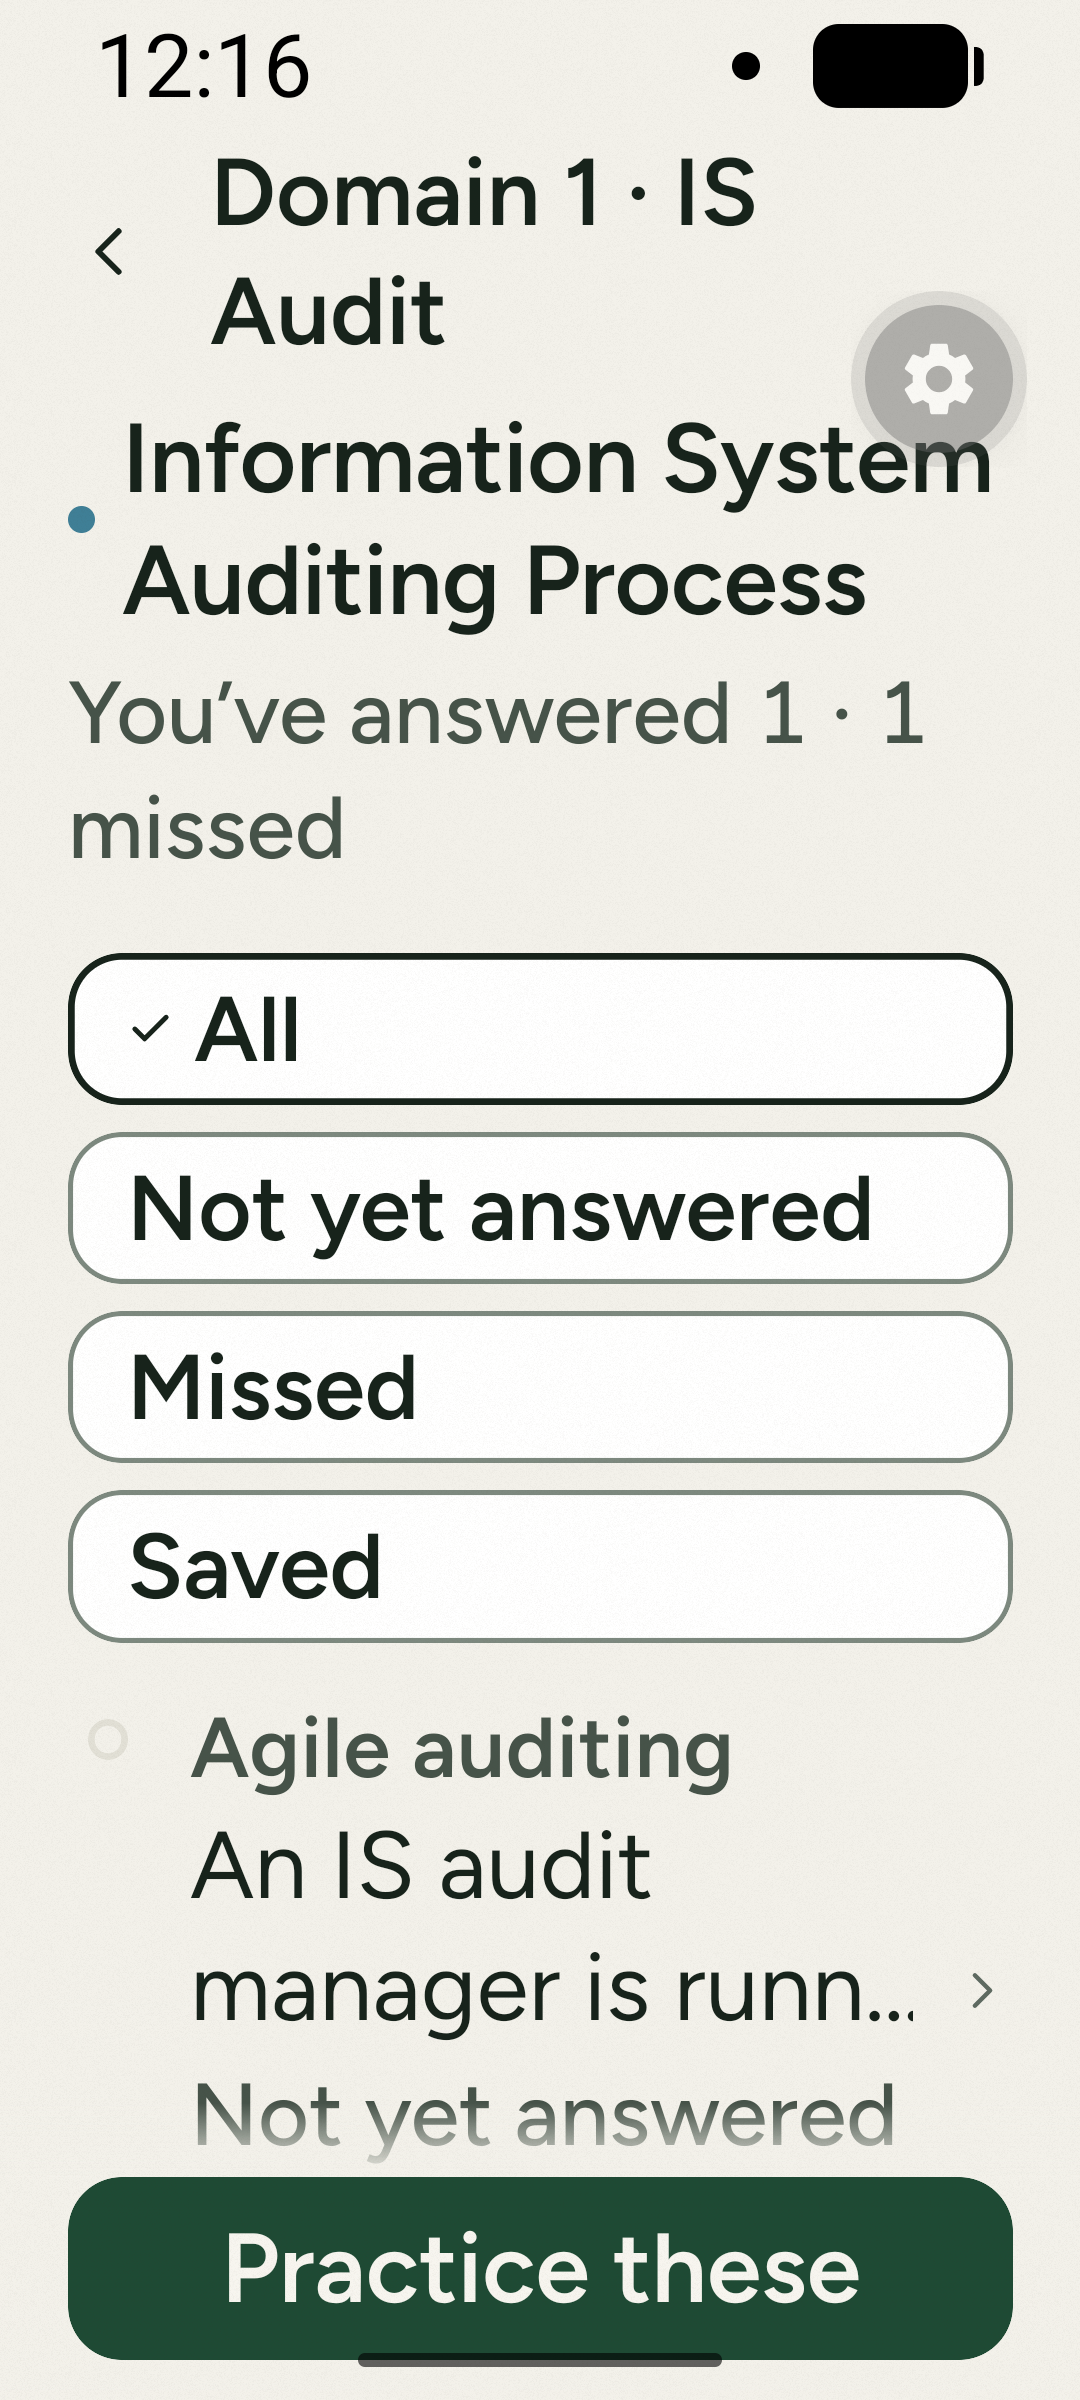 12:16
Domain 1 · IS
Audit
Information System
Auditing Process
You’ve answered 1 · 1
missed
All
Not yet answered
Missed
Saved
Agile auditing
An IS audit
manager is runn...
Not yet answered
Practice these